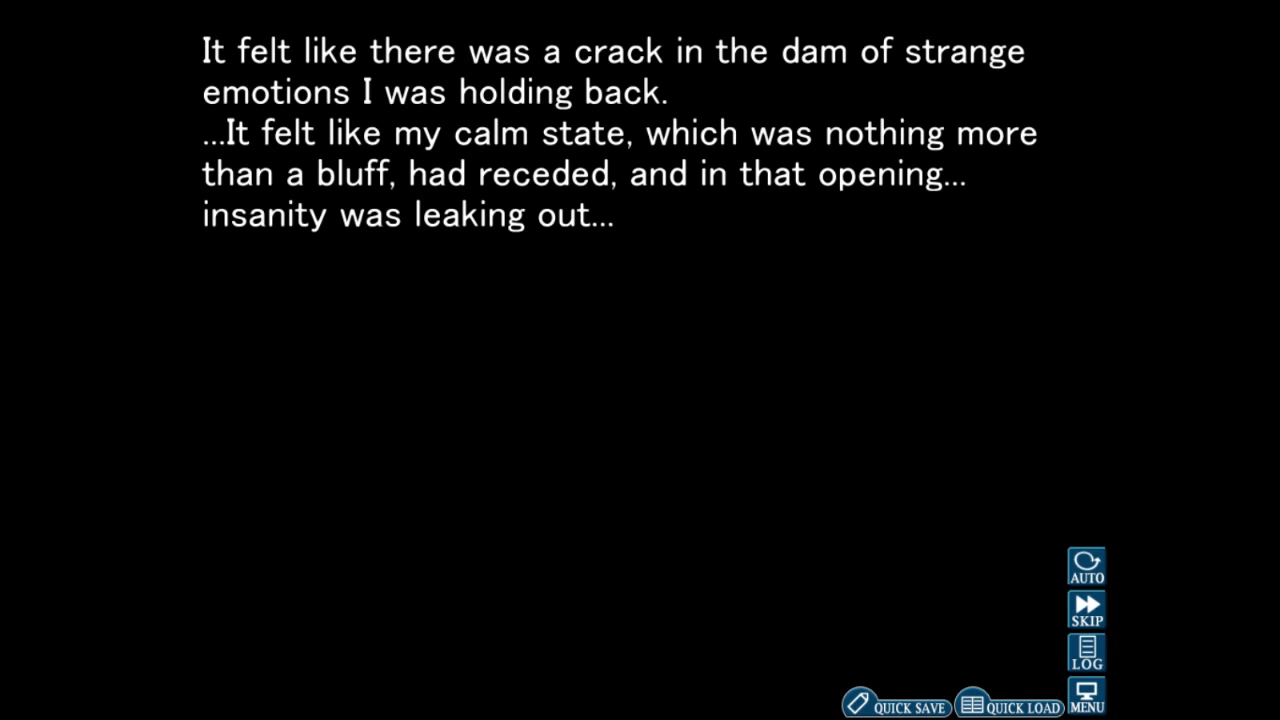 It felt like there was a crack in the dam of strange
emotions I was holding back.
...It felt like my calm state, which was nothing more
than a bluff, had receded, and in that opening...
insanity was leaking out...
AUTO
SKIP
LOG
QUICK SAVE
QUICK LOAD
MENU